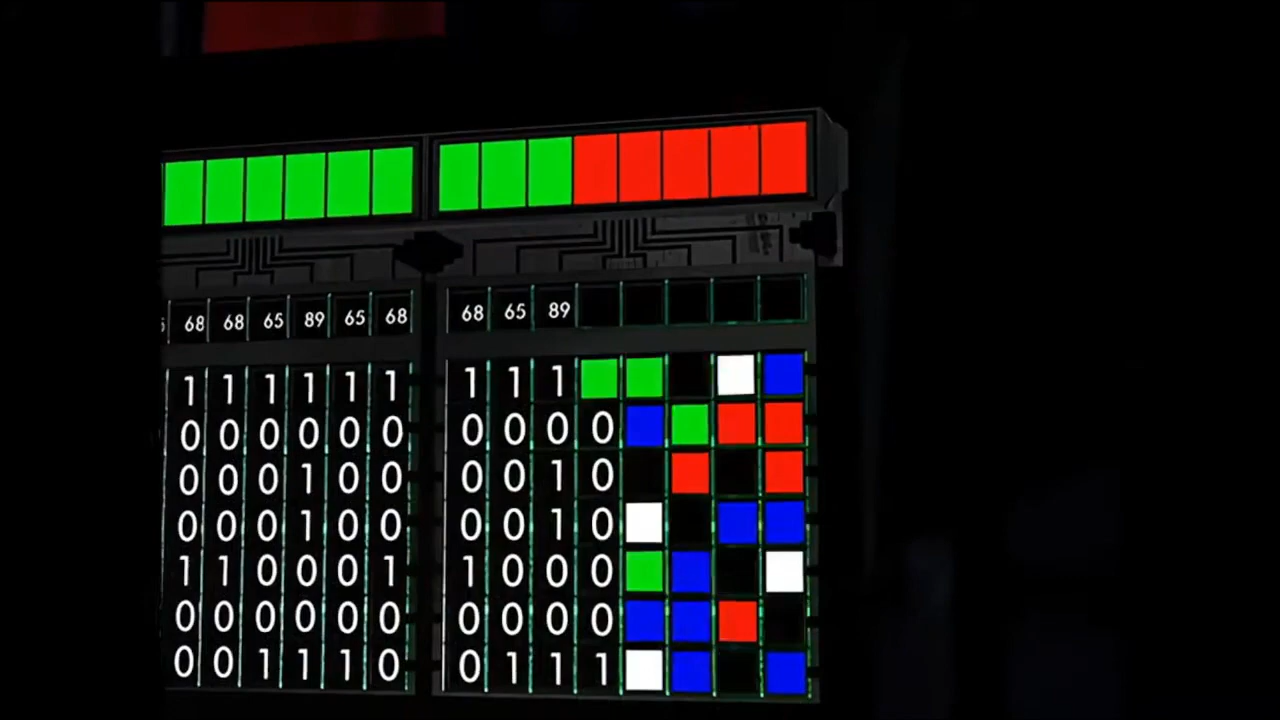 68 68 65 89 65 68 68 65 89
1 1 1 1 1 1 1 1 1
0 0 0 0 0 0 0 0 0 0
0 0 0 1 0 0 0 0 1 0
0 0 0 1 0 0 0 0 1 0
1 1 0 0 0 1 1 0 0 0
0 0 0 0 0 0 0 0 0 0
0 0 1 1 1 0 0 1 1 1